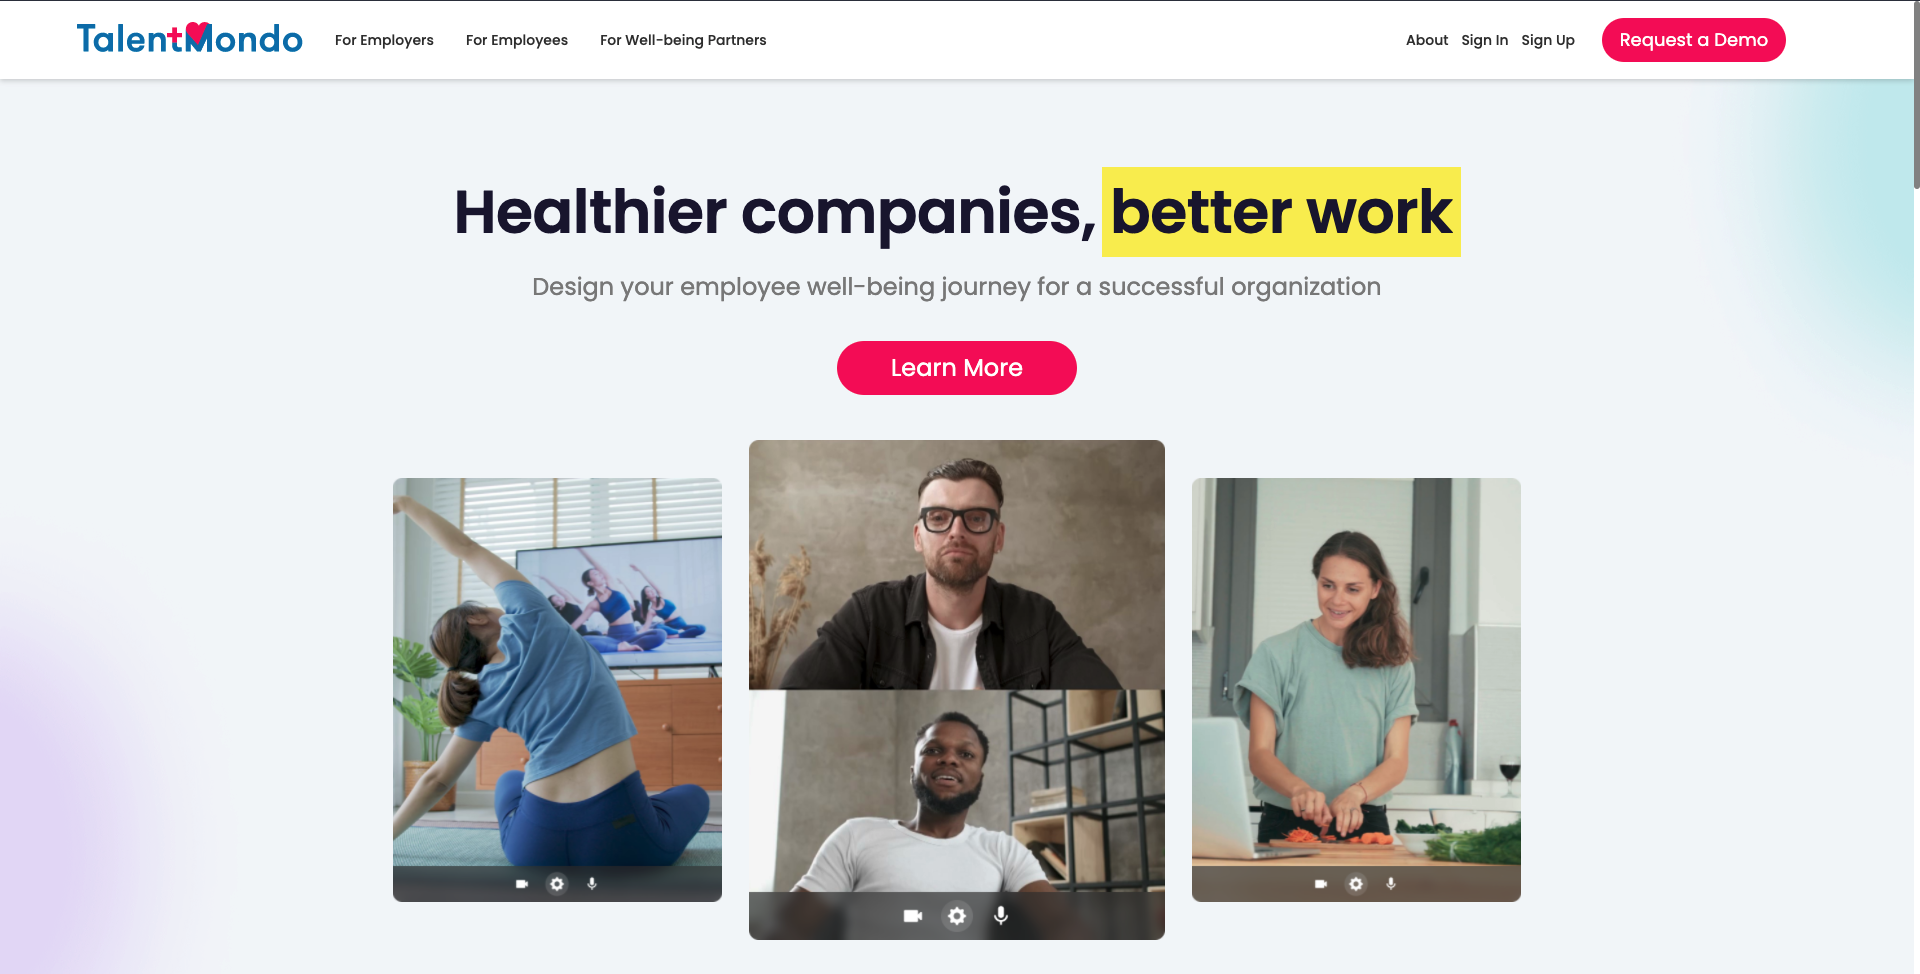 TalentMondo
For Employers
For Employees
For Well-being Partners
About
Sign In
Sign Up
Request a Demo
Healthier companies, better work
Design your employee well-being journey for a successful organization
Learn More